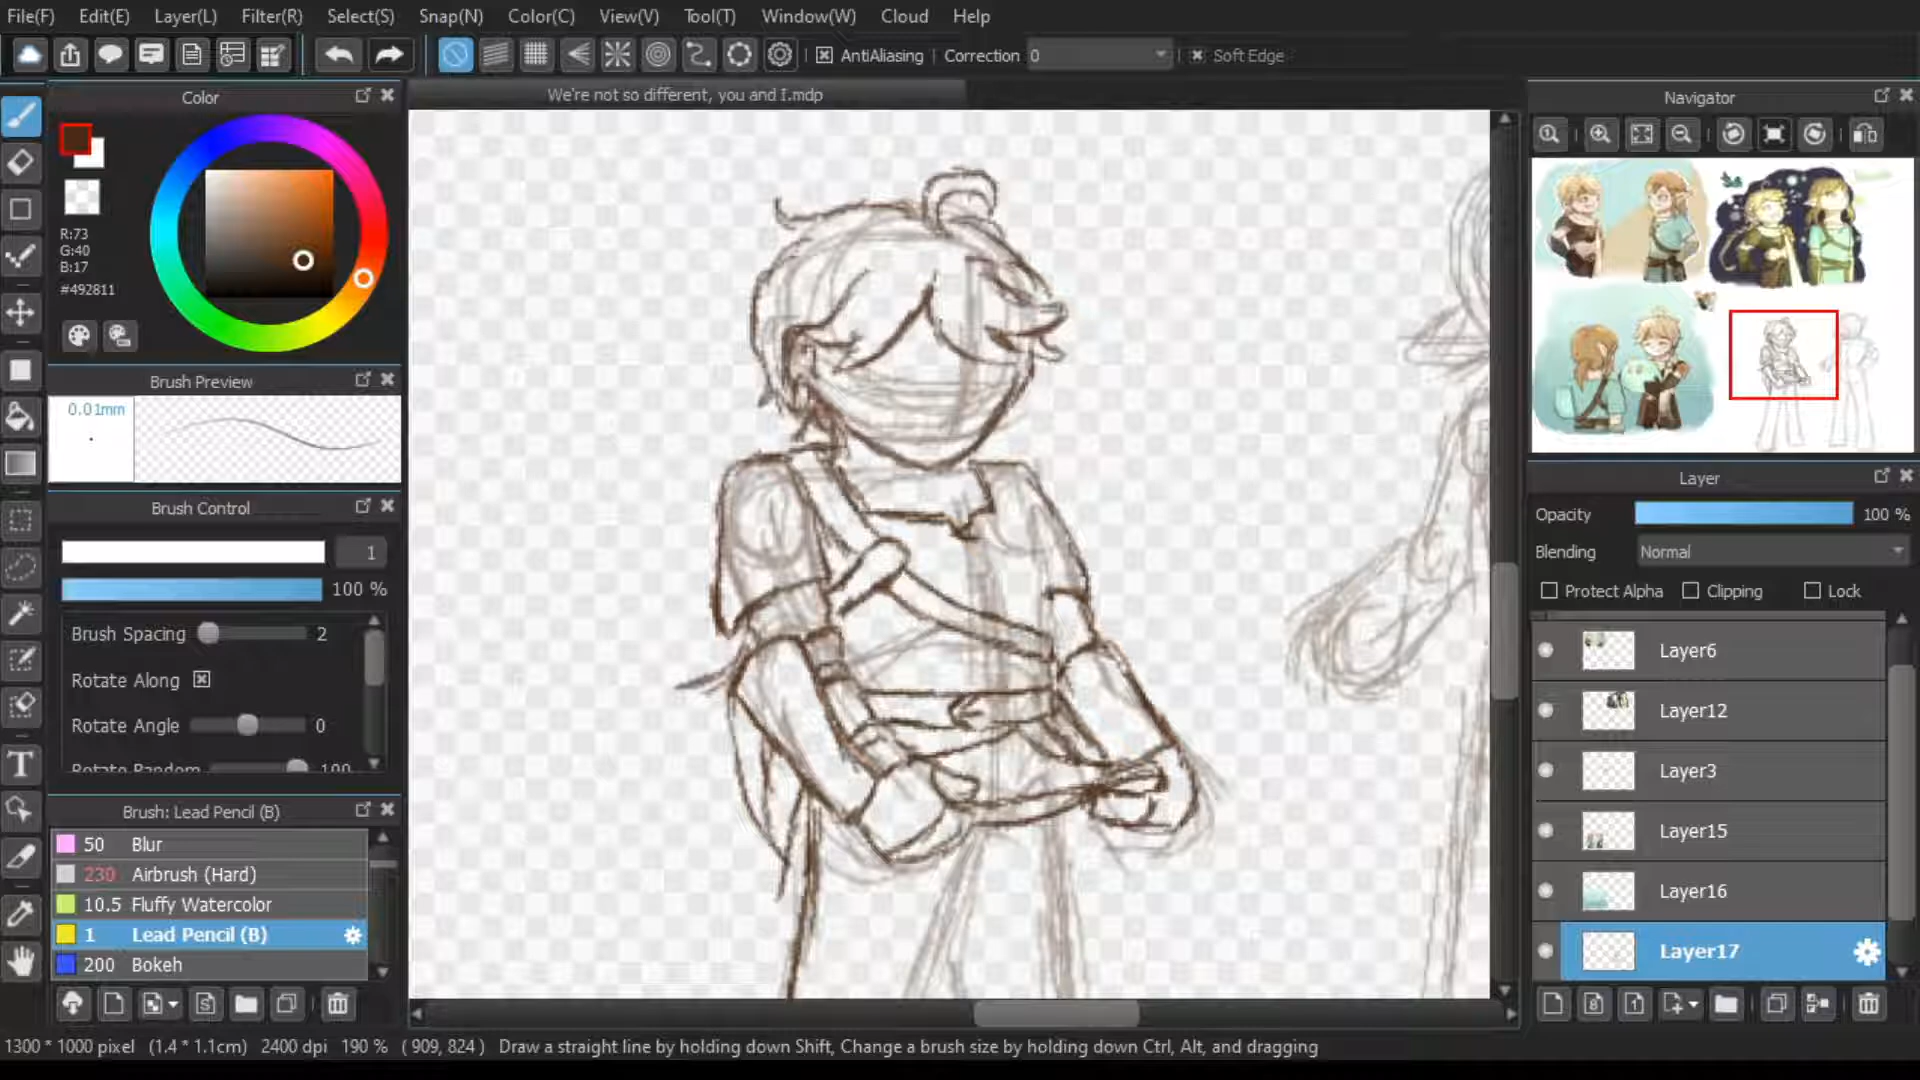 File(F) Edit(E) Layer(L) Filter(R) Select(S) Snap(N) Color(C) View(V) Tool(T) Window(W) Cloud Help
AntiAliasing Correction 0 Soft Edge
Color
We're not so different, you and I.mdp
Navigator
R:73
G:40
B:17
#492811
Brush Preview
0.01mm
Brush Control
1
100 %
Brush Spacing 2
Rotate Along
Rotate Angle 0
Rotate Random 100
Brush: Lead Pencil (B)
50 Blur
230 Airbrush (Hard)
10.5 Fluffy Watercolor
1 Lead Pencil (B)
200 Bokeh
Layer
Opacity 100 %
Blending Normal
Protect Alpha Clipping Lock
Layer6
Layer12
Layer3
Layer15
Layer16
Layer17
1300 * 1000 pixel (1.4 * 1.1cm) 2400 dpi 190 % ( 909, 824 ) Draw a straight line by holding down Shift, Change a brush size by holding down Ctrl, Alt, and dragging